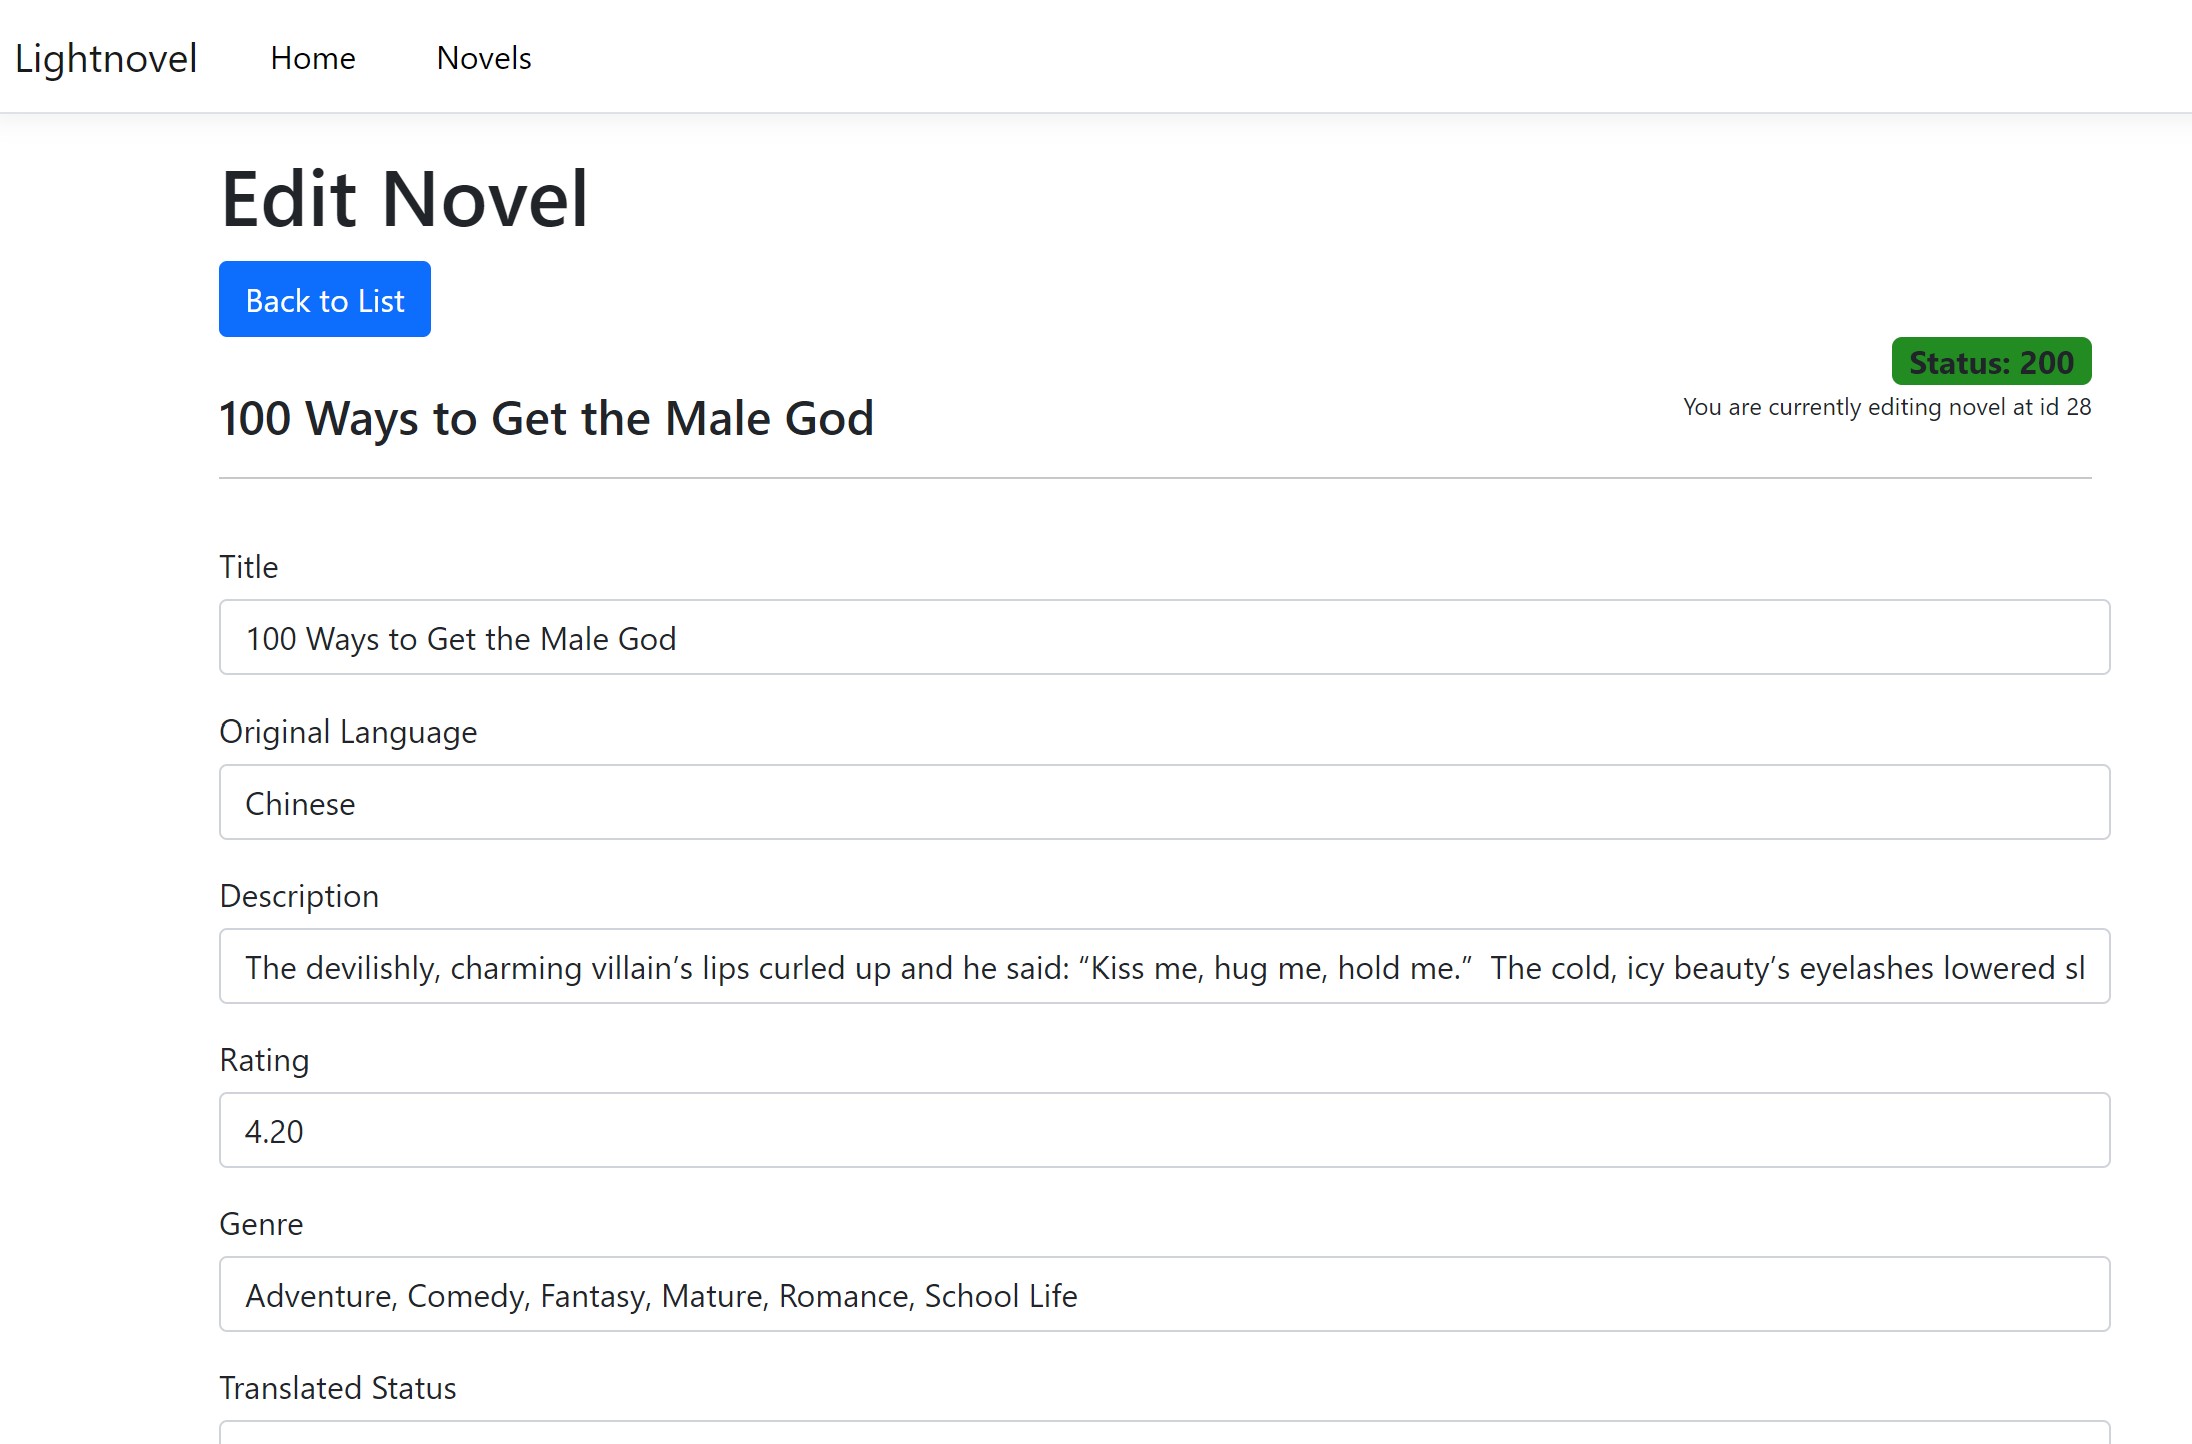 Lightnovel Home Novels
Edit Novel
Back to List
Status: 200
100 Ways to Get the Male God
You are currently editing novel at id 28
Title
100 Ways to Get the Male God
Original Language
Chinese
Description
The devilishly, charming villain’s lips curled up and he said: “Kiss me, hug me, hold me.”  The cold, icy beauty’s eyelashes lowered sl
Rating
4.20
Genre
Adventure, Comedy, Fantasy, Mature, Romance, School Life
Translated Status